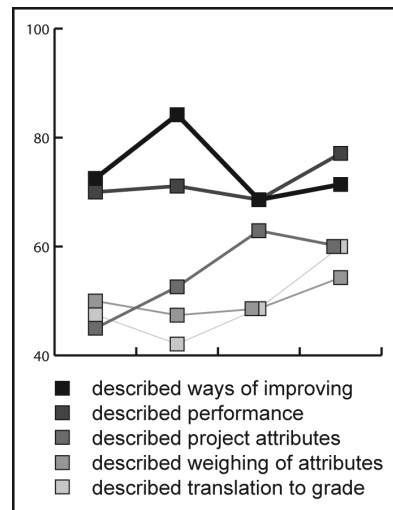 100
80
60
40
described ways of improving
described performance
described project attributes
described weighing of attributes
described translation to grade